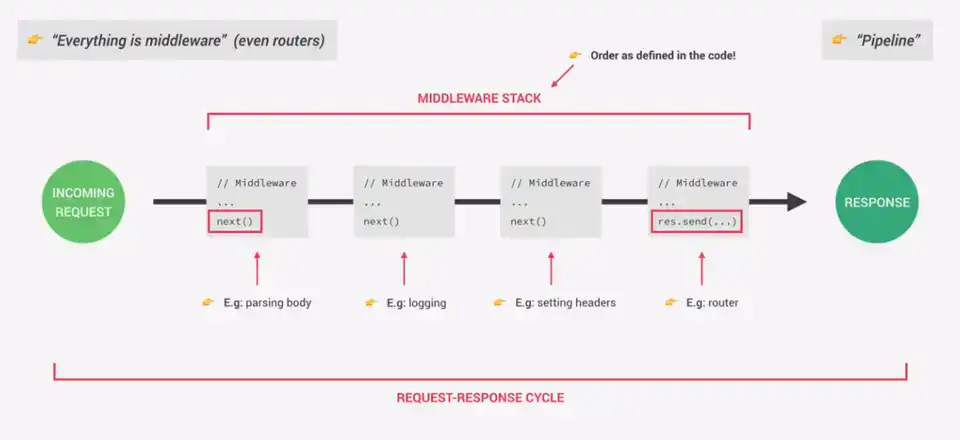 “Everything is middleware” (even routers)
“Pipeline”
Order as defined in the code!
MIDDLEWARE STACK
INCOMING
REQUEST
// Middleware
...
next()
// Middleware
...
next()
// Middleware
...
next()
// Middleware
...
res.send(...)
RESPONSE
E.g: parsing body
E.g: logging
E.g: setting headers
E.g: router
REQUEST-RESPONSE CYCLE